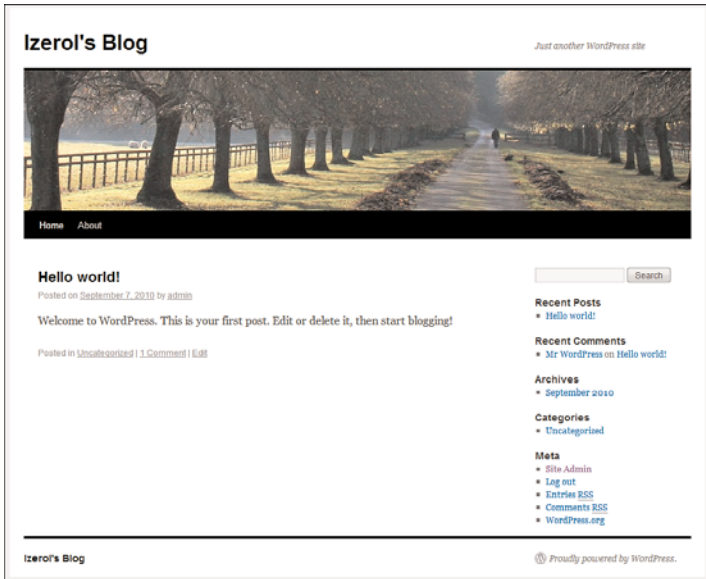 Izerol's Blog
Just another WordPress site
Home About
Hello world!
Posted on September 7, 2010 by admin
Welcome to WordPress. This is your first post. Edit or delete it, then start blogging!
Posted in Uncategorized | 1 Comment | Edit
Search
Recent Posts
Hello world!
Recent Comments
Mr WordPress on Hello world!
Archives
September 2010
Categories
Uncategorized
Meta
Site Admin
Log out
Entries RSS
Comments RSS
WordPress.org
Izerol's Blog
Proudly powered by WordPress.